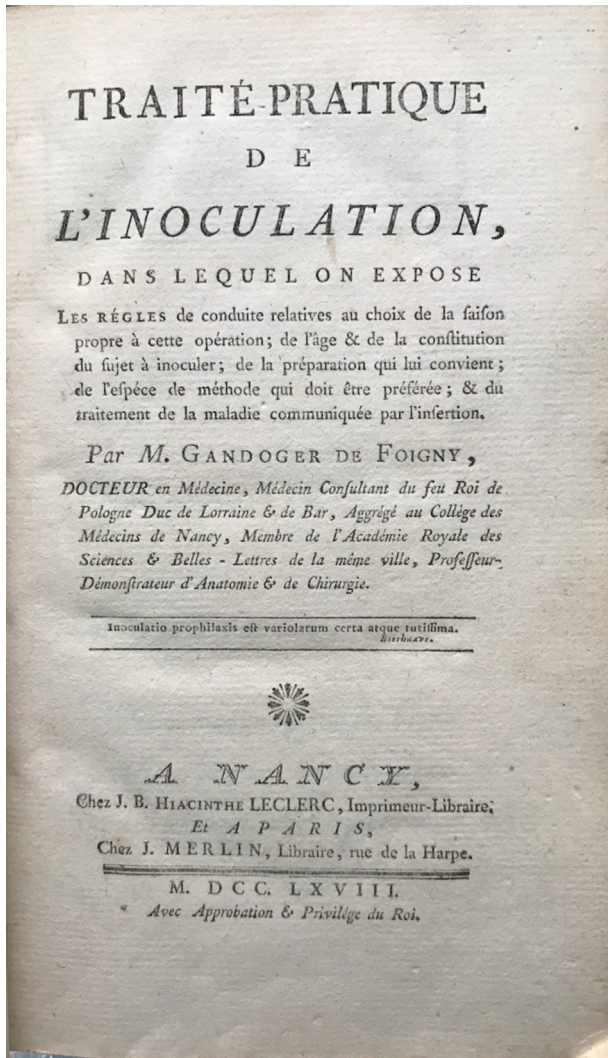 TRAITÉ-PRATIQUE
DE
L'INOCULATION,
DANS LEQUEL ON EXPOSE
LES RÉGLES de conduite relatives au choix de la ſaiſon
propre à cette opération; de l'âge & de la conſtitution
du ſujet à inoculer; de la préparation qui lui convient;
de l'eſpéce de méthode qui doit être préférée; & du
traitement de la maladie communiquée par l'inſertion.
Par M. GANDOGER DE FOIGNY,
DOCTEUR en Médecine, Médecin Conſultant du feu Roi de
Pologne Duc de Lorraine & de Bar, Aggrégé au Collége des
Médecins de Nancy, Membre de l'Académie Royale des
Sciences & Belles-Lettres de la même ville, Profeſſeur-
Démonſtrateur d'Anatomie & de Chirurgie.
Inoculatio prophilaxis eſt variolarum certa atque tutiſſima.
A NANCY,
Chez J. B. HIACINTHE LECLERC, Imprimeur-Libraire.
Et A PARIS,
Chez J. MERLIN, Libraire, rue de la Harpe.
M. DCC. LXVIII.
Avec Approbation & Privilége du Roi.